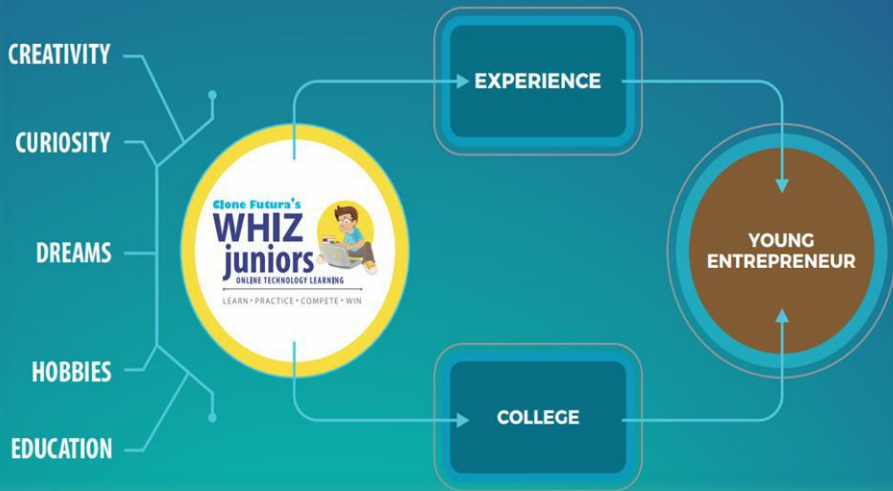 CREATIVITY
CURIOSITY
DREAMS
HOBBIES
EDUCATION
Clone Futura's
WHIZ
juniors
ONLINE TECHNOLOGY LEARNING
LEARN • PRACTICE • COMPETE • WIN
EXPERIENCE
COLLEGE
YOUNG
ENTREPRENEUR